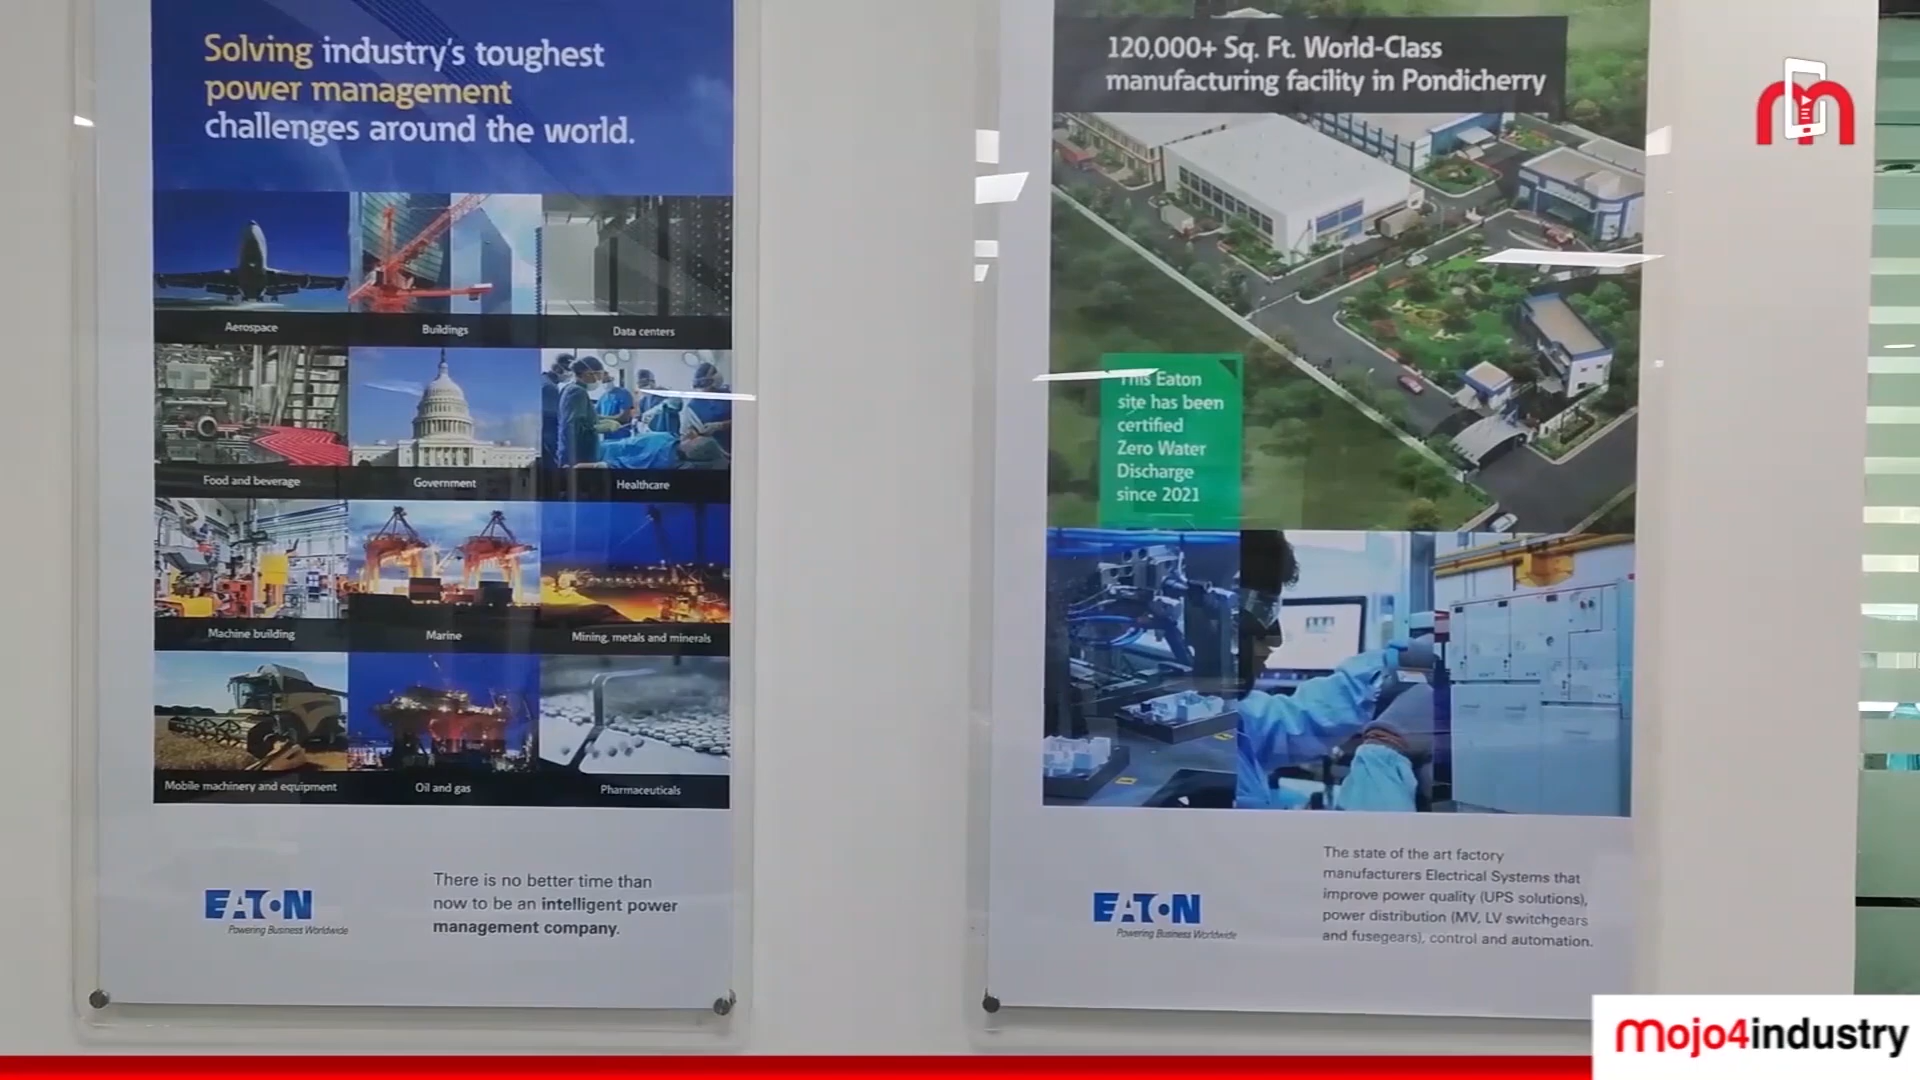 Solving industry's toughest
power management
challenges around the world.
Aerospace
Buildings
Data centers
Food and beverage
Government
Healthcare
Machine building
Marine
Mining, metals and minerals
Mobile machinery and equipment
Oil and gas
Pharmaceuticals
EATON
Powering Business Worldwide
There is no better time than
now to be an intelligent power
management company.
120,000+ Sq. Ft. World-Class
manufacturing facility in Pondicherry
This Eaton
site has been
certified
Zero Water
Discharge
since 2021
EATON
Powering Business Worldwide
The state of the art factory
manufacturers Electrical Systems that
improve power quality (UPS solutions),
power distribution (MV, LV switchgears
and fusegears), control and automation.
mojo4industry